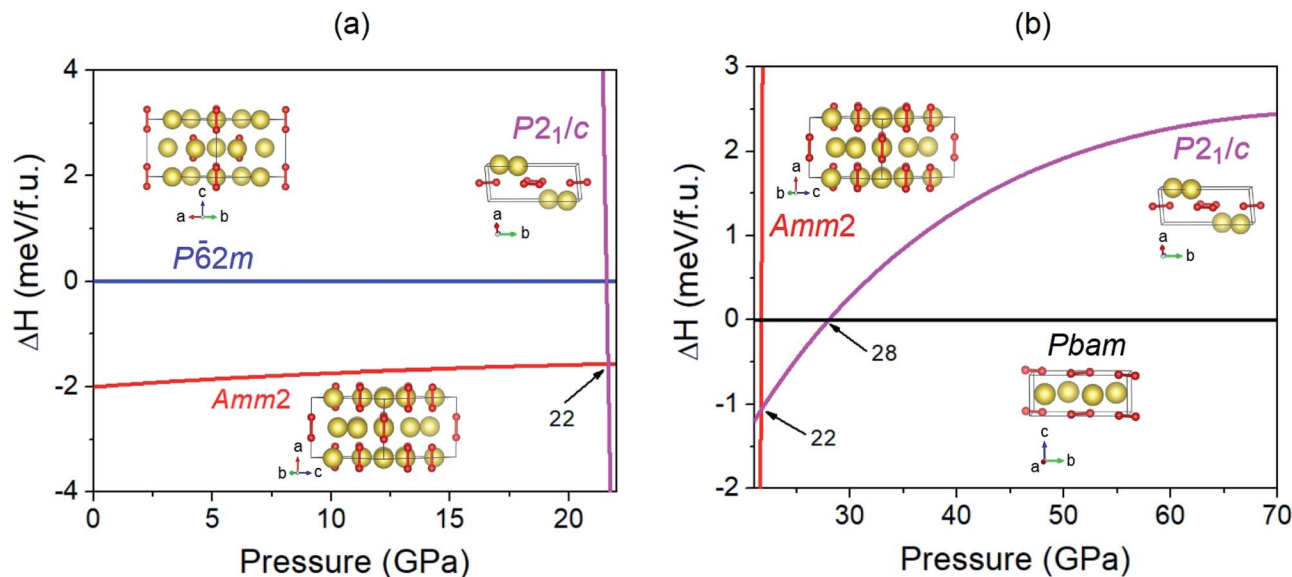 (a)
4
2
0
-2
-4
ΔH (meV/f.u.)
c
a
b
P6̄2m
P2₁/c
a
b
Amm2
a
b
c
22
0
5
10
15
20
Pressure (GPa)
(b)
3
2
1
0
-1
-2
ΔH (meV/f.u.)
a
b
c
Amm2
P2₁/c
a
b
28
22
Pbam
c
a
b
30
40
50
60
70
Pressure (GPa)